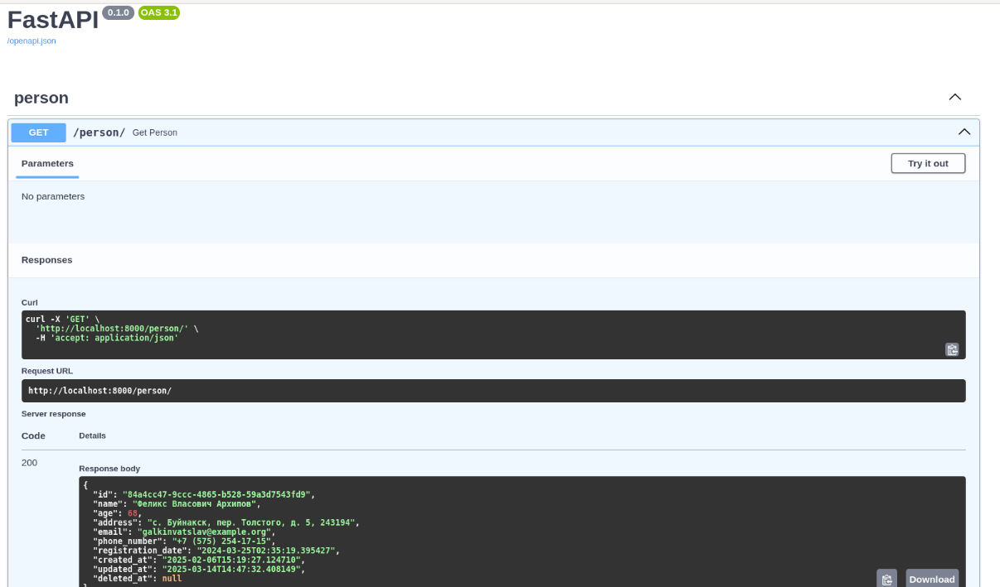 FastAPI 0.1.0 OAS 3.1
/openapi.json
person
GET /person/ Get Person
Parameters Try it out
No parameters
Responses
Curl
curl -X 'GET' \
  'http://localhost:8000/person/' \
  -H 'accept: application/json'
Request URL
http://localhost:8000/person/
Server response
Code Details
200
Response body
{
  "id": "84a4cc47-9ccc-4865-b528-59a3d7543fd9",
  "name": "Феликс Власович Архипов",
  "age": 68,
  "address": "с. Буйнакск, пер. Толстого, д. 5, 243194",
  "email": "galkinvatslav@example.org",
  "phone_number": "+7 (575) 254-17-15",
  "registration_date": "2024-03-25T02:35:19.395427",
  "created_at": "2025-02-06T15:19:27.124710",
  "updated_at": "2025-03-14T14:47:32.408149",
  "deleted_at": null
}
Download